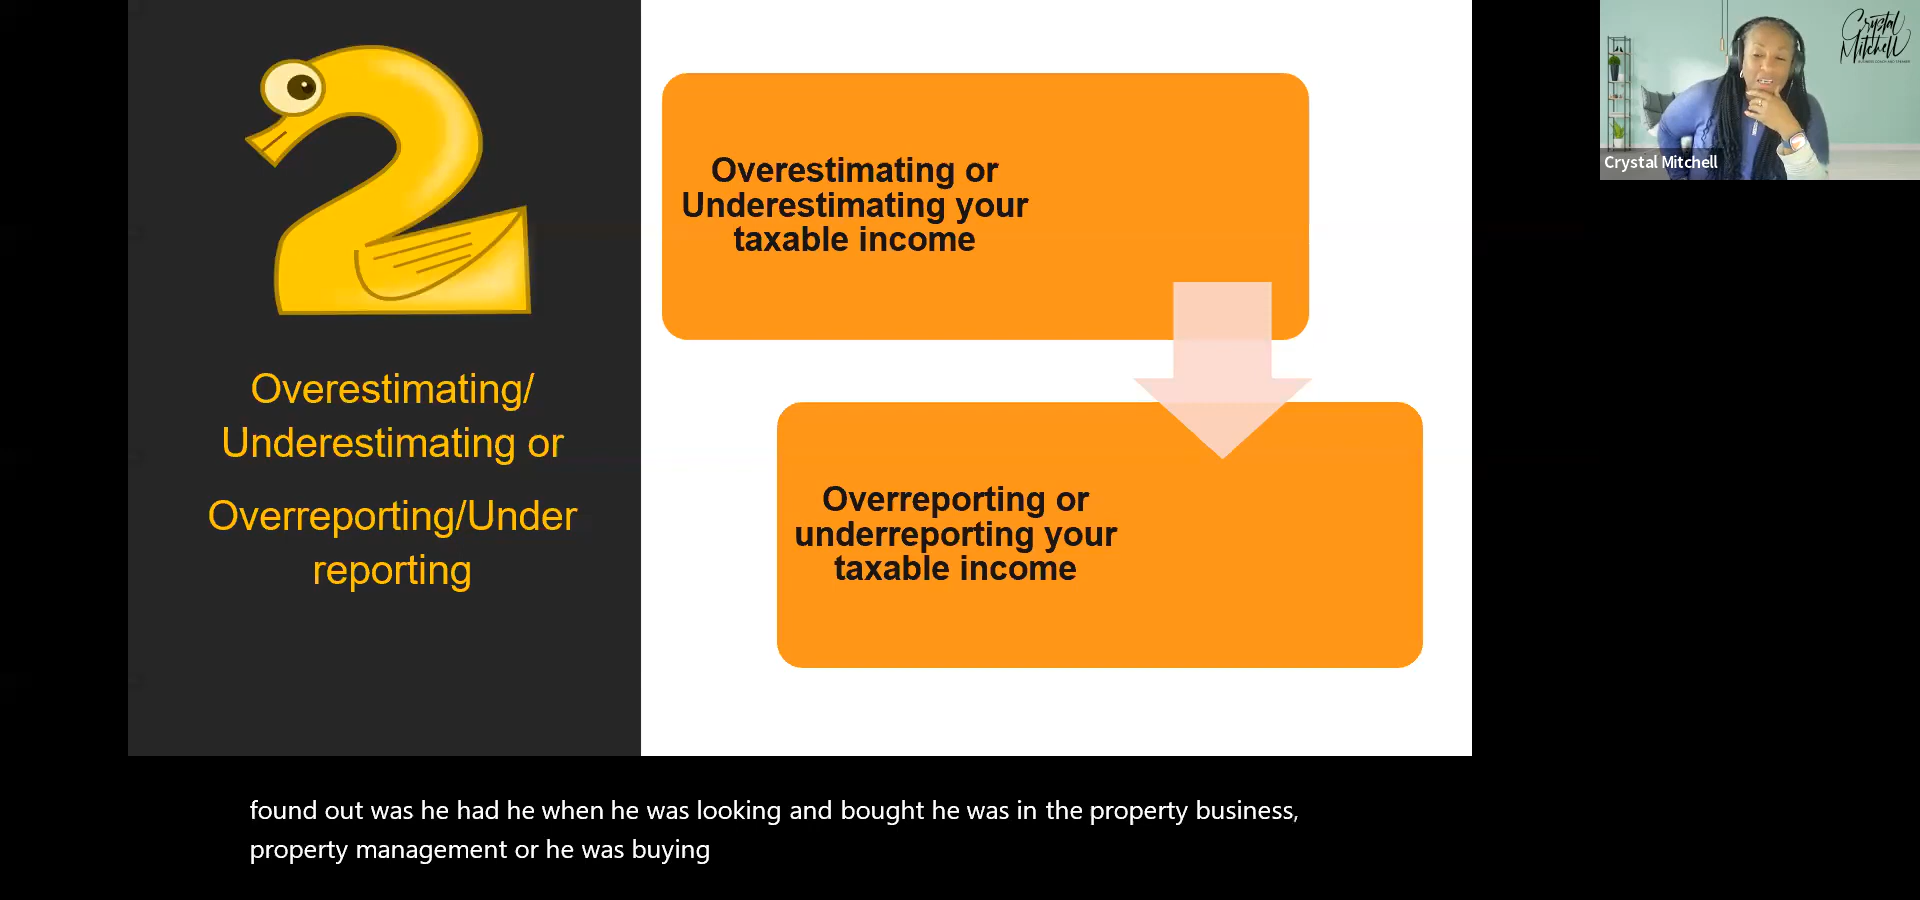 Overestimating/
Underestimating or
Overreporting/Under
reporting
Overestimating or
Underestimating your
taxable income
Overreporting or
underreporting your
taxable income
Crystal
Mitchell
Crystal Mitchell
found out was he had he when he was looking and bought he was in the property business,
property management or he was buying